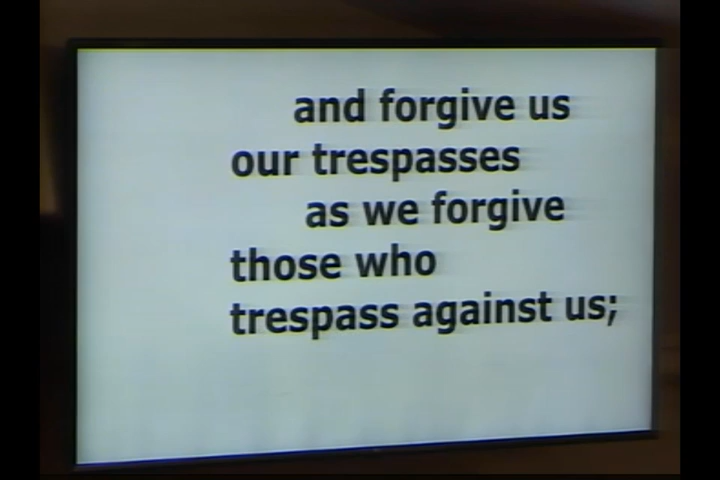 and forgive us
our trespasses
as we forgive
those who
trespass against us;